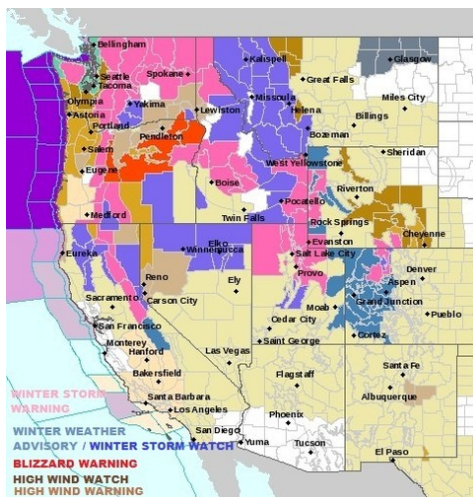 Bellingham
Kalispell
Glasgow
Spokane
Seattle
Tacoma
Great Falls
Olympia
Yakima
Lewiston
Missoula
Miles City
Helena
Astoria
Billings
Portland
Pendleton
Bozeman
Salem
West Yellowstone
Sheridan
Eugene
Boise
Riverton
Pocatello
Medford
Twin Falls
Rock Springs
Cheyenne
Elko
Evanston
Eureka
Winnemucca
Salt Lake City
Reno
Ely
Provo
Denver
Aspen
Sacramento
Carson City
Moab
Grand Junction
Pueblo
San Francisco
Cedar City
Monterey
Saint George
Cortez
Hanford
Las Vegas
Bakersfield
Flagstaff
Santa Fe
Albuquerque
WINTER STORM
WARNING
Santa Barbara
Los Angeles
Phoenix
WINTER WEATHER
San Diego
ADVISORY / WINTER STORM WATCH
Yuma
Tucson
El Paso
BLIZZARD WARNING
HIGH WIND WATCH
HIGH WIND WARNING